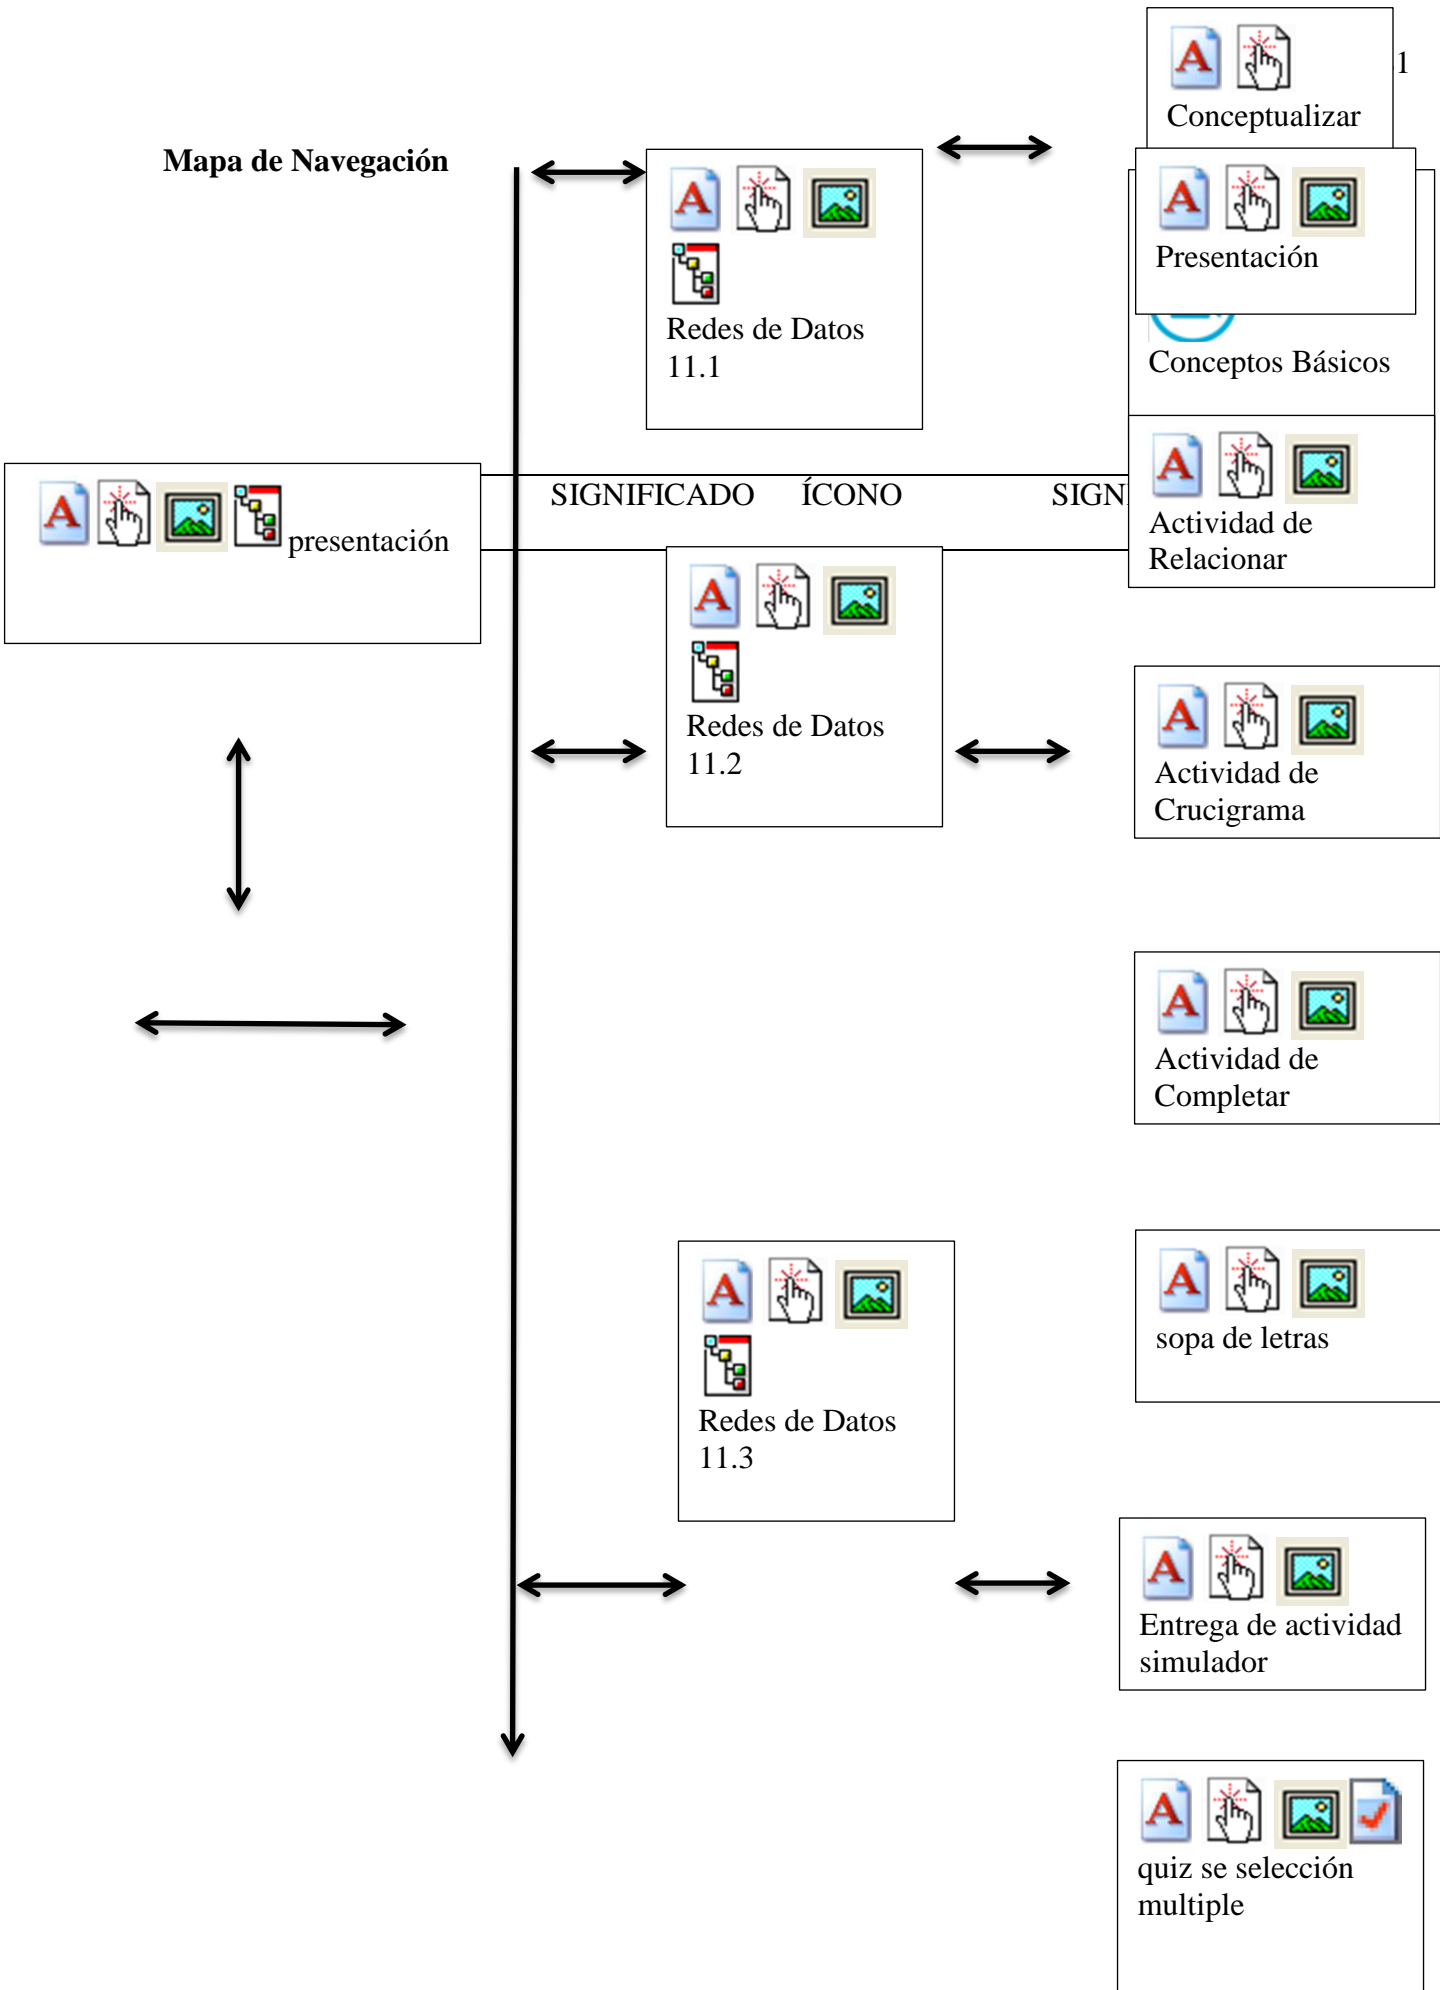 1
Conceptualizar
Mapa de Navegación
Presentación
Redes de Datos
11.1
Conceptos Básicos
SIGNIFICADO ÍCONO
presentación
Actividad de
Relacionar
Redes de Datos
11.2
Actividad de
Crucigrama
Actividad de
Completar
sopa de letras
Redes de Datos
11.3
Entrega de actividad
simulador
quiz se selección
multiple